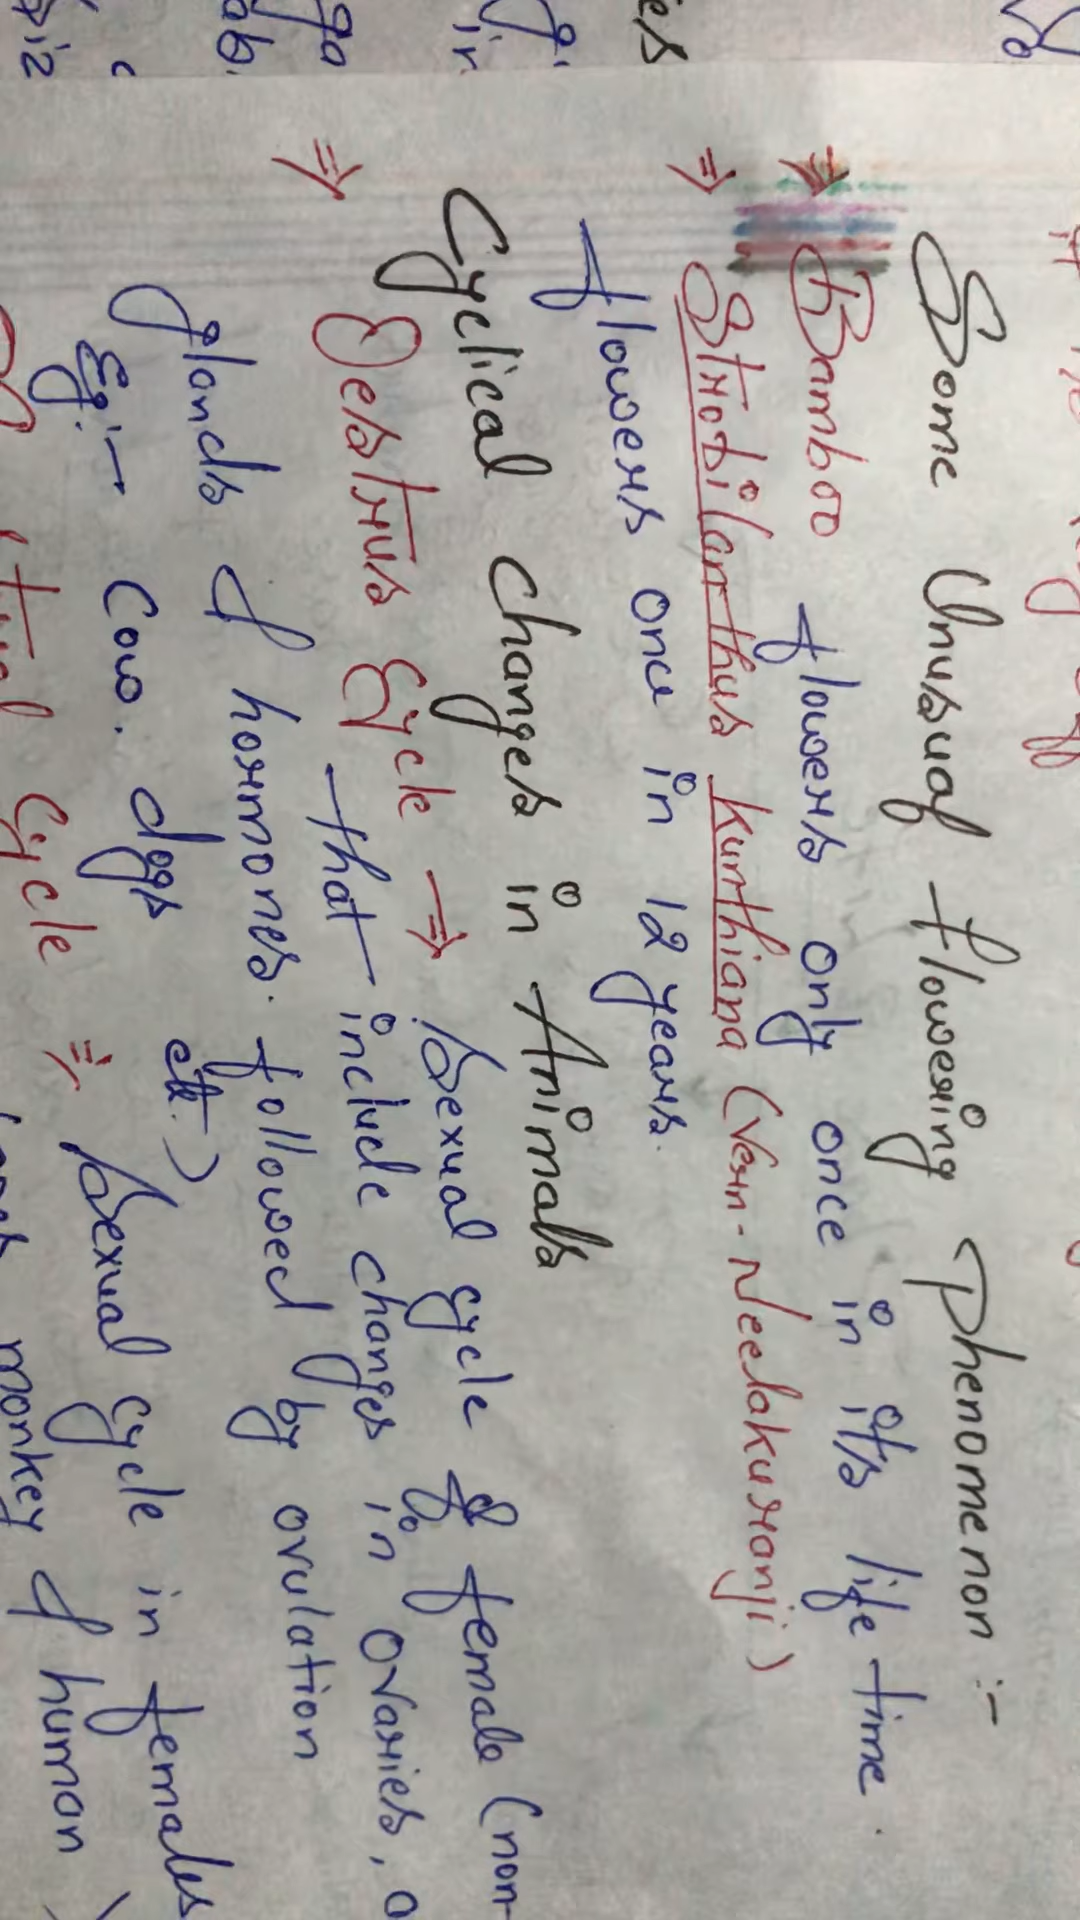 Some Unusual flowering Phenomenon :-
⇒ Bamboo flowers only once in its life time.
⇒ Strobilanthus kunthiana (Vern-Neelakuranji)
flowers once in 12 years.
Cyclical changes in Animals
⇒ Oestrus Cycle → Sexual cycle of female (non-
that include changes in ovaries,
glands & hormones. followed by ovulation
Eg:- Cow. dogs etc.)
Cycle ⇒ Sexual cycle in females
monkey & human )